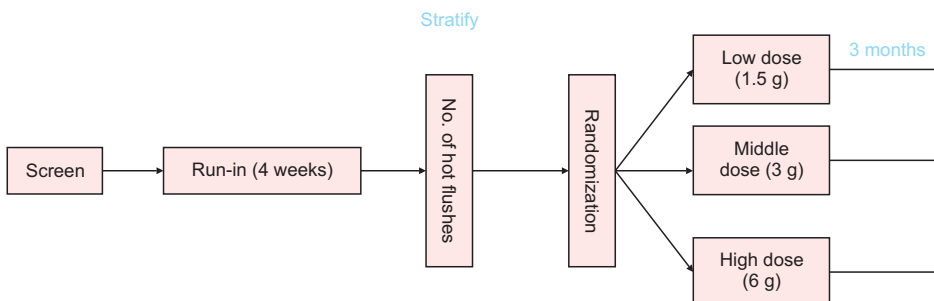 Stratify
Screen
Run-in (4 weeks)
No. of hot flushes
Randomization
Low dose
(1.5 g)
3 months
Middle
dose (3 g)
High dose
(6 g)